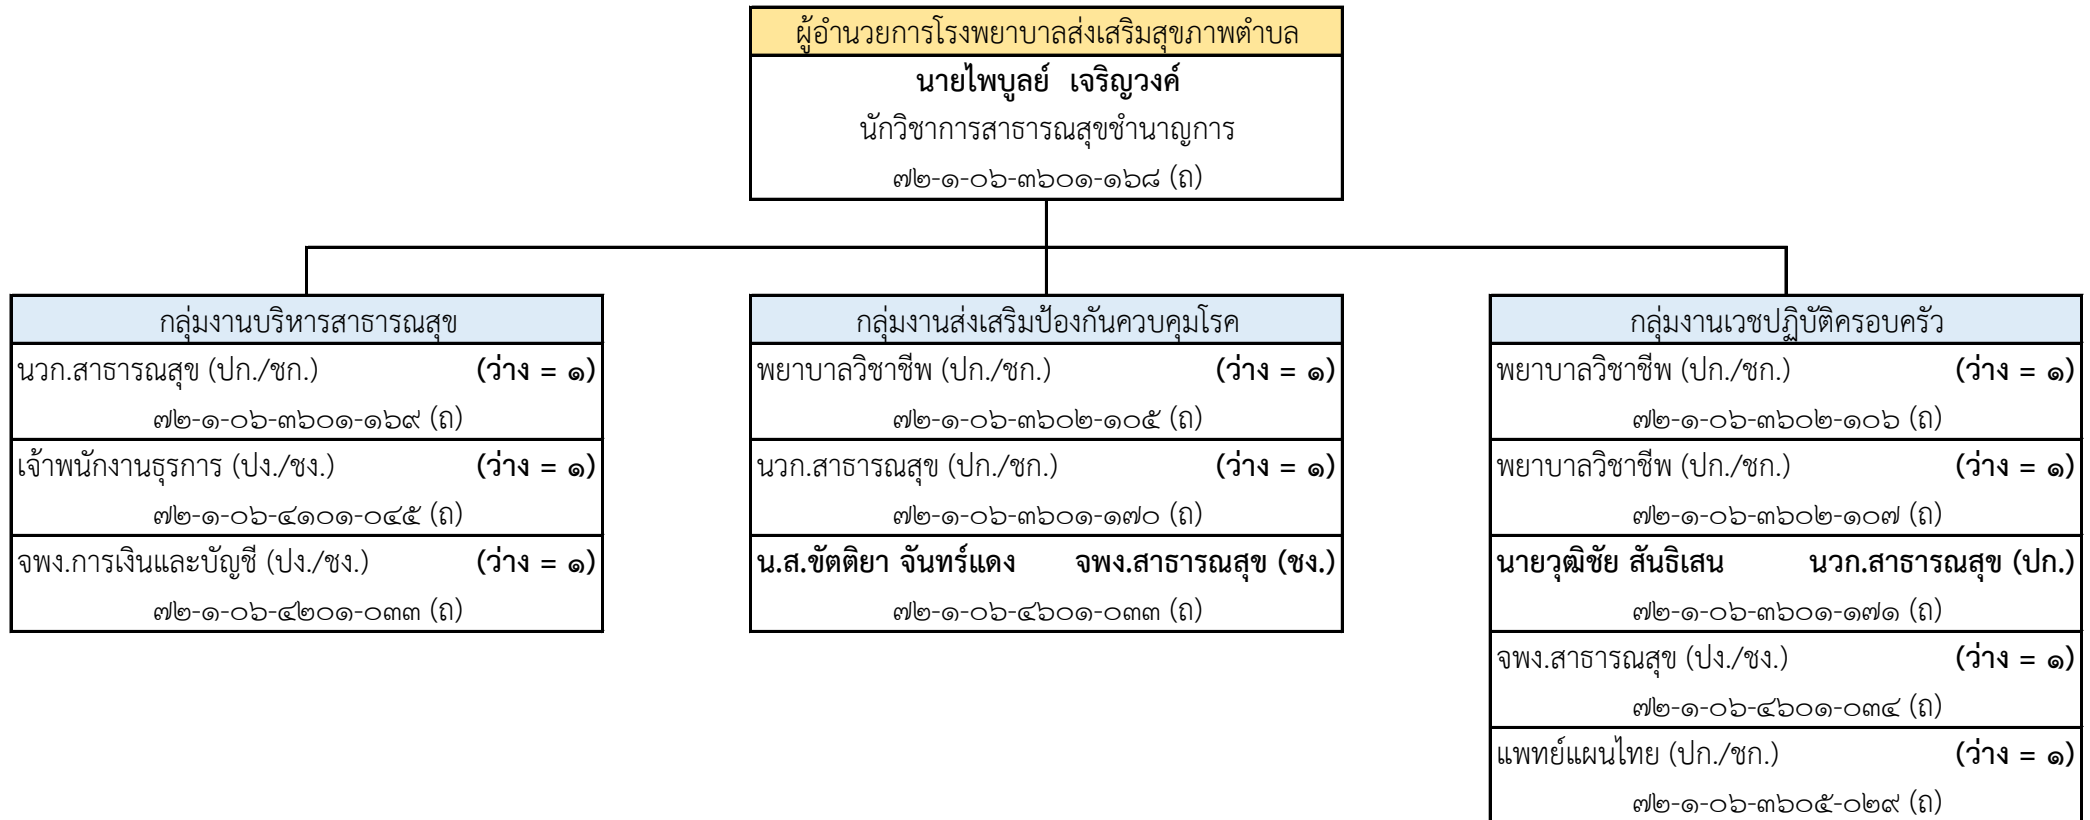 ผู้อำนวยการโรงพยาบาลส่งเสริมสุขภาพตำบล
นายไพบูลย์ เจริญวงค์
นักวิชาการสาธารณสุขชำนาญการ
๗๒-๑-๐๖-๓๖๐๑-๑๖๘ (ถ)
กลุ่มงานบริหารสาธารณสุข
นวก.สาธารณสุข (ปก./ชก.) (ว่าง = ๑)
๗๒-๑-๐๖-๓๖๐๑-๑๖๙ (ถ)
เจ้าพนักงานธุรการ (ปง./ชง.) (ว่าง = ๑)
๗๒-๑-๐๖-๔๑๐๑-๐๔๕ (ถ)
จพง.การเงินและบัญชี (ปง./ชง.) (ว่าง = ๑)
๗๒-๑-๐๖-๔๒๐๑-๐๓๓ (ถ)
กลุ่มงานส่งเสริมป้องกันควบคุมโรค
พยาบาลวิชาชีพ (ปก./ชก.) (ว่าง = ๑)
๗๒-๑-๐๖-๓๖๐๒-๑๐๕ (ถ)
นวก.สาธารณสุข (ปก./ชก.) (ว่าง = ๑)
๗๒-๑-๐๖-๓๖๐๑-๑๗๐ (ถ)
น.ส.ขัตติยา จันทร์แดง จพง.สาธารณสุข (ชง.)
๗๒-๑-๐๖-๔๖๐๑-๐๓๓ (ถ)
กลุ่มงานเวชปฏิบัติครอบครัว
พยาบาลวิชาชีพ (ปก./ชก.) (ว่าง = ๑)
๗๒-๑-๐๖-๓๖๐๒-๑๐๖ (ถ)
พยาบาลวิชาชีพ (ปก./ชก.) (ว่าง = ๑)
๗๒-๑-๐๖-๓๖๐๒-๑๐๗ (ถ)
นายวุฒิชัย สันธิเสน นวก.สาธารณสุข (ปก.)
๗๒-๑-๐๖-๓๖๐๑-๑๗๑ (ถ)
จพง.สาธารณสุข (ปง./ชง.) (ว่าง = ๑)
๗๒-๑-๐๖-๔๖๐๑-๐๓๔ (ถ)
แพทย์แผนไทย (ปก./ชก.) (ว่าง = ๑)
๗๒-๑-๐๖-๓๖๐๕-๐๒๙ (ถ)